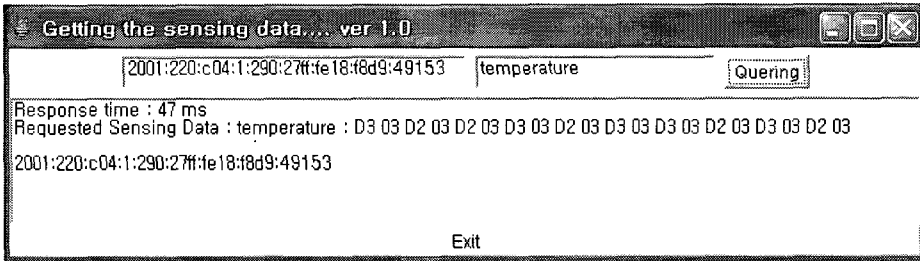 Getting the sensing data.... ver 1.0
2001:220:c04:1:290:27ff:fe18:f8d9:49153 temperature Quering
Response time : 47 ms
Requested Sensing Data : temperature : D3 03 D2 03 D2 03 D3 03 D2 03 D3 03 D3 03 D2 03 D3 03 D2 03
2001:220:c04:1:290:27ff:fe18:f8d9:49153
Exit